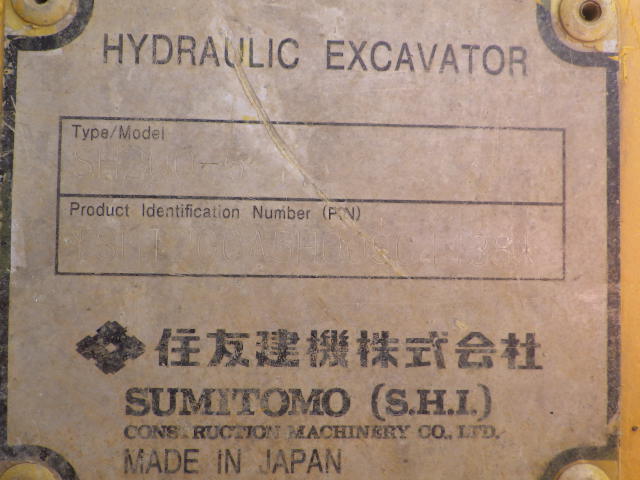 HYDRAULIC EXCAVATOR
Type/Model
Product Identification Number (PIN)
住友建機株式会社
SUMITOMO (S.H.I.)
CONSTRUCTION MACHINERY CO., LTD.
MADE IN JAPAN